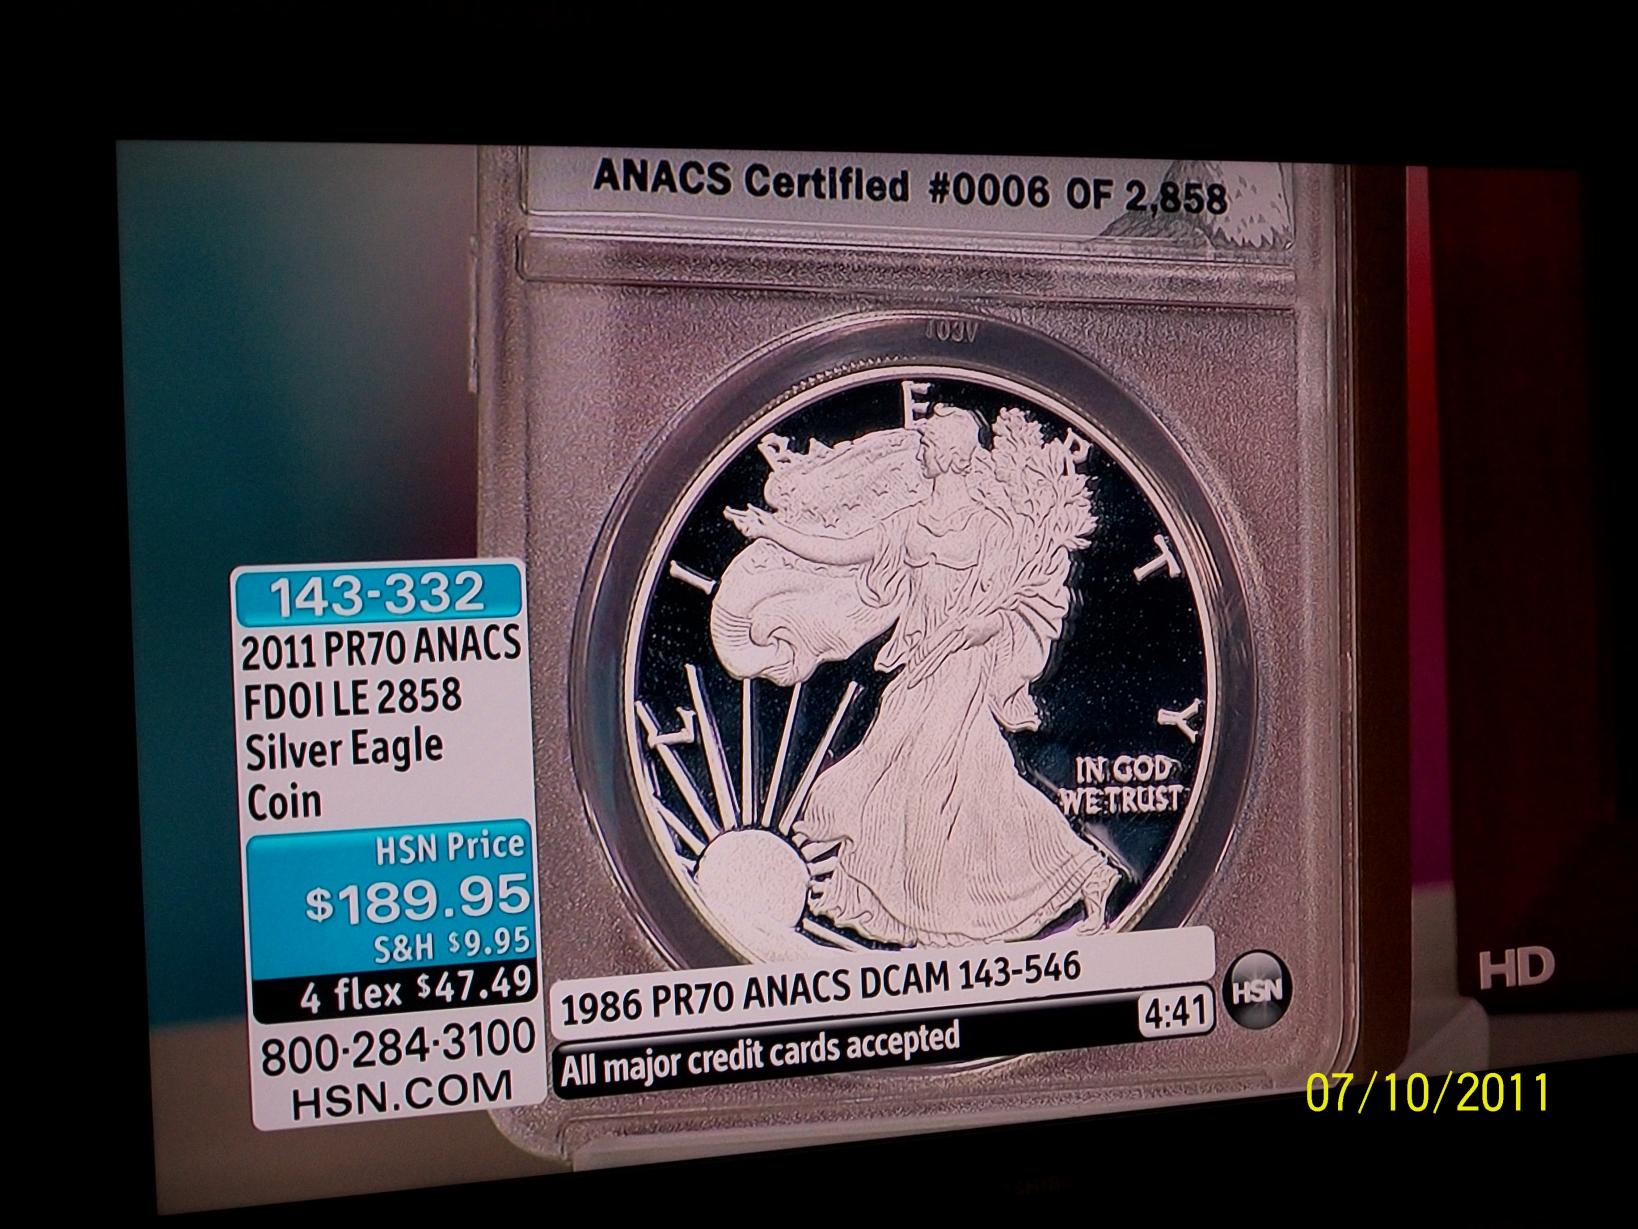 ANACS Certified #0006 OF 2,858
LIBERTY
IN GOD
WE TRUST
143-332
2011 PR70 ANACS
FDOI LE 2858
Silver Eagle
Coin
HSN Price
$189.95
S&H $9.95
4 flex $47.49
800·284·3100
HSN.COM
1986 PR70 ANACS DCAM 143-546
All major credit cards accepted
4:41
HSN
HD
07/10/2011